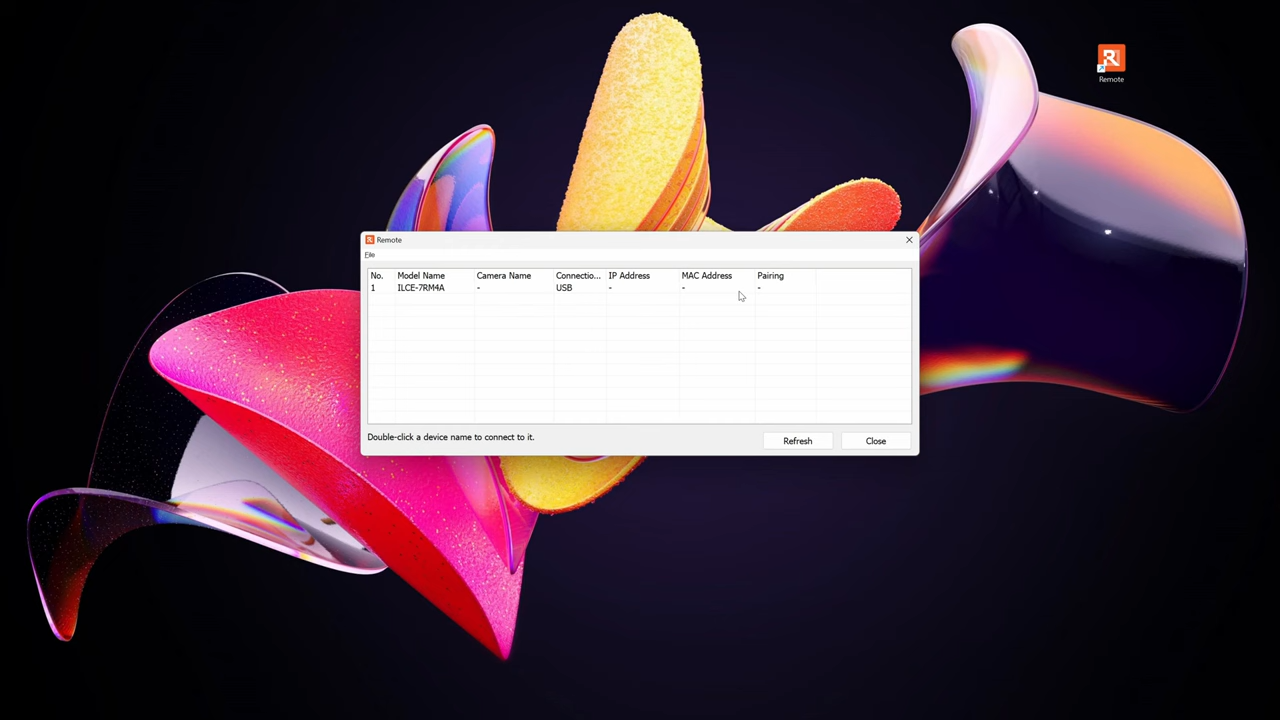 Remote
Remote
File
No. Model Name Camera Name Connectio... IP Address MAC Address Pairing
1 ILCE-7RM4A - USB - - -
Double-click a device name to connect to it.
Refresh Close